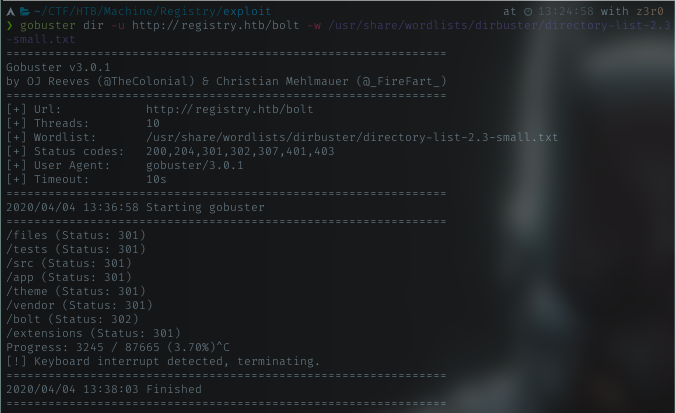 ~/CTF/HTB/Machine/Registry/exploit at 13:24:58 with z3r0
❯ gobuster dir -u http://registry.htb/bolt -w /usr/share/wordlists/dirbuster/directory-list-2.3
-small.txt
===============================================================
Gobuster v3.0.1
by OJ Reeves (@TheColonial) & Christian Mehlmauer (@_FireFart_)
===============================================================
[+] Url:            http://registry.htb/bolt
[+] Threads:        10
[+] Wordlist:       /usr/share/wordlists/dirbuster/directory-list-2.3-small.txt
[+] Status codes:   200,204,301,302,307,401,403
[+] User Agent:     gobuster/3.0.1
[+] Timeout:        10s
===============================================================
2020/04/04 13:36:58 Starting gobuster
===============================================================
/files (Status: 301)
/tests (Status: 301)
/src (Status: 301)
/app (Status: 301)
/theme (Status: 301)
/vendor (Status: 301)
/bolt (Status: 302)
/extensions (Status: 301)
Progress: 3245 / 87665 (3.70%)^C
[!] Keyboard interrupt detected, terminating.
===============================================================
2020/04/04 13:38:03 Finished
===============================================================